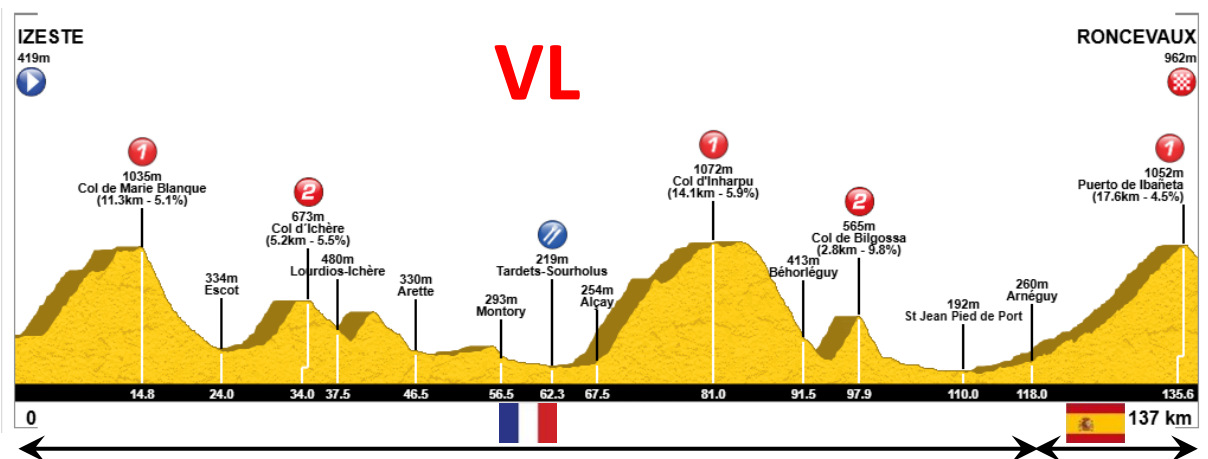 IZESTE
419m
VL
RONCEVAUX
962m
1
1035m
Col de Marie Blanque
(11.3km - 5.1%)
334m
Escot
2
673m
Col d´Ichère
(5.2km - 5.5%)
480m
Lourdios-Ichère
330m
Arette
293m
Montory
219m
Tardets-Sourholus
254m
Alçay
1
1072m
Col d'Inharpu
(14.1km - 5.9%)
413m
Béhorléguy
2
565m
Col de Bilgossa
(2.8km - 9.8%)
192m
St Jean Pied de Port
260m
Arnéguy
1
1052m
Puerto de Ibañeta
(17.6km - 4.5%)
14.8 24.0 34.0 37.5 46.5 56.5 62.3 67.5 81.0 91.5 97.9 110.0 118.0 135.6
0 137 km